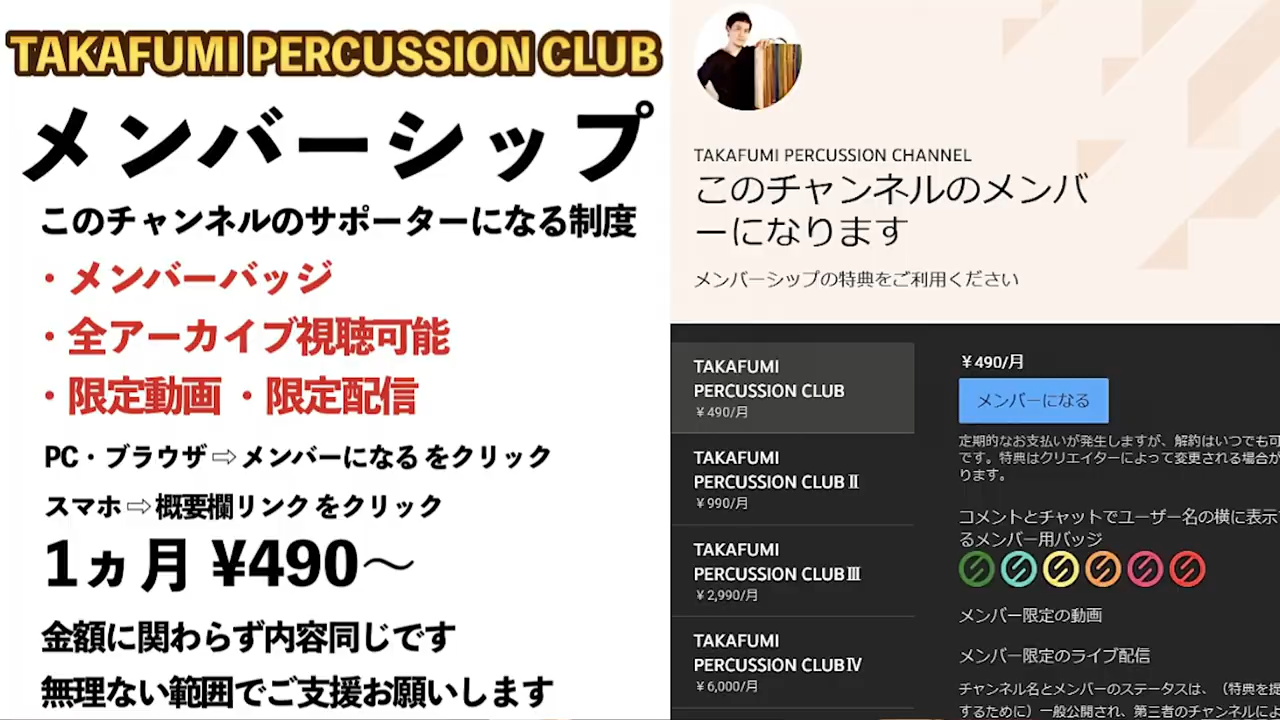 TAKAFUMI PERCUSSION CLUB
メンバーシップ
このチャンネルのサポーターになる制度
・メンバーバッジ
・全アーカイブ視聴可能
・限定動画 ・限定配信
PC・ブラウザ⇨メンバーになる をクリック
スマホ⇨概要欄リンク をクリック
1ヵ月 ¥490〜
金額に関わらず内容同じです
無理ない範囲でご支援お願いします
TAKAFUMI PERCUSSION CHANNEL
このチャンネルのメンバ
ーになります
メンバーシップの特典をご利用ください
TAKAFUMI
PERCUSSION CLUB
¥490/月
TAKAFUMI
PERCUSSION CLUBⅡ
¥990/月
TAKAFUMI
PERCUSSION CLUBⅢ
¥2,990/月
TAKAFUMI
PERCUSSION CLUBⅣ
¥6,000/月
¥490/月
メンバーになる
定期的なお支払いが発生しますが、解約はいつでも可
です。特典はクリエイターによって変更される場合が
ります。
コメントとチャットでユーザー名の横に表示
るメンバー用バッジ
メンバー限定の動画
メンバー限定のライブ配信
チャンネル名とメンバーのステータスは、（特典を提
するために）一般公開され、第三者のチャンネルによ